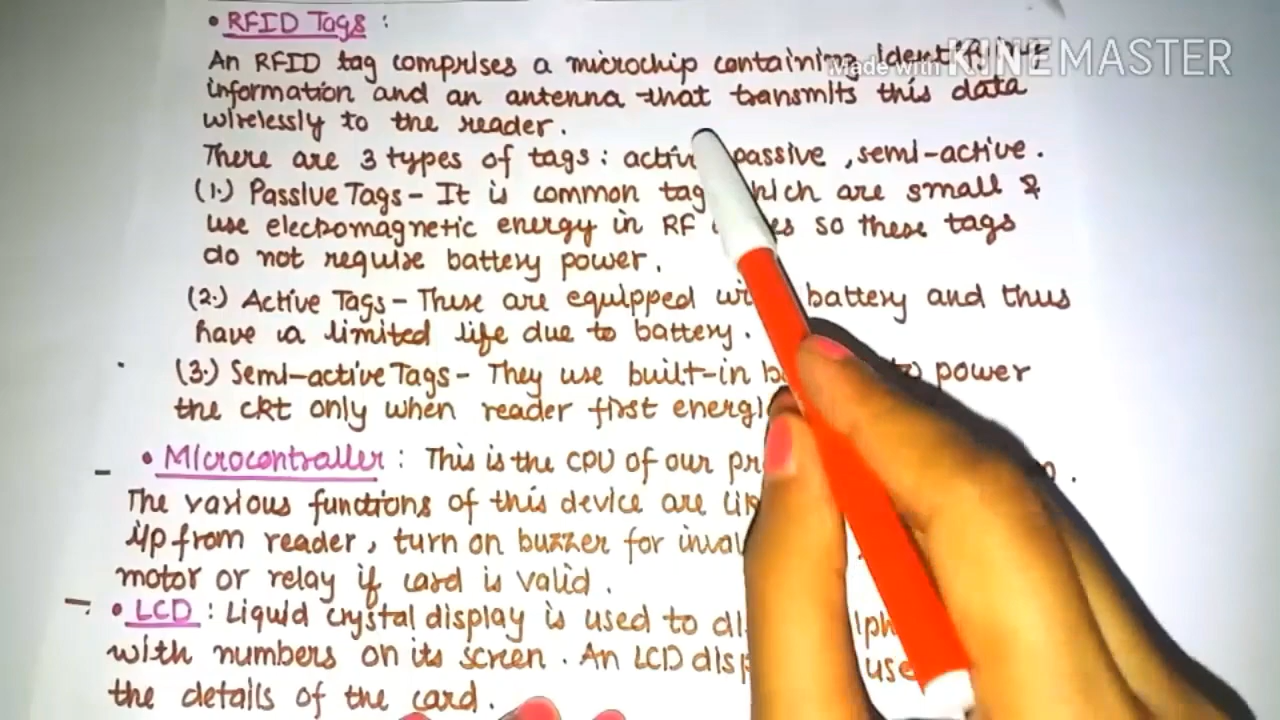 • RFID Tags :
Made with KINEMASTER
An RFID tag comprises a microchip containing
information and an antenna that transmits this data
wirelessly to the reader.
There are 3 types of tags : passive , semi-active .
(1.) Passive Tags - It is common which are small &
use electromagnetic energy in RF so these tags
do not require battery power.
(2.) Active Tags - These are equipped battery and thus
have a limited life due to battery.
(3.) Semi-active Tags - They use built-in power
the CKT only when reader first
• Microcontroller : This is the CPU of our
The various functions of this device are
i/p from reader, turn on buzzer for
motor or relay if card is valid.
• LCD : Liquid crystal display is used to
with numbers on its screen. An LCD
the details of the card.